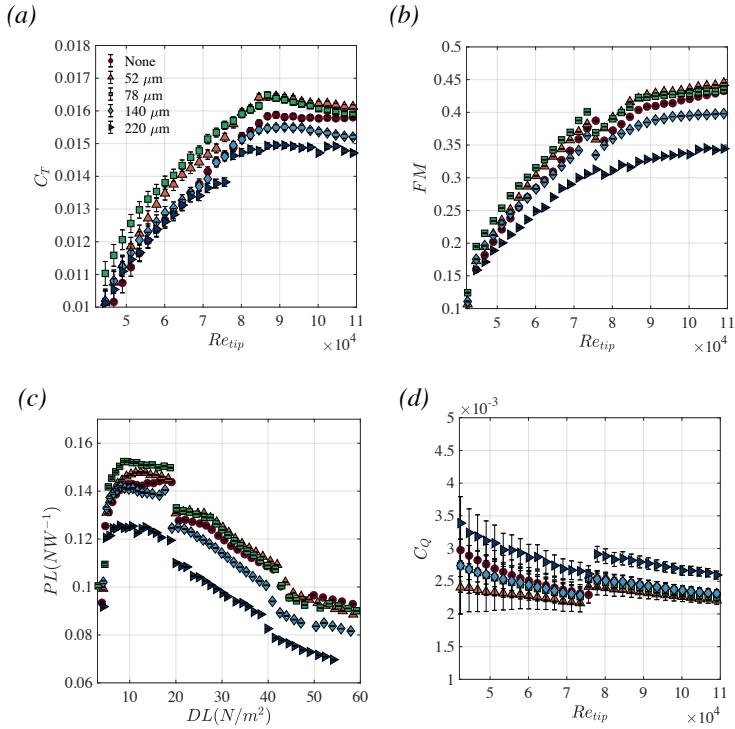 (a)
0.018
0.017
0.016
0.015
0.014
0.013
0.012
0.011
0.01
C_T
None
52 μm
78 μm
140 μm
220 μm
5 6 7 8 9 10 11
Re_tip
×10^4
(b)
0.5
0.45
0.4
0.35
0.3
0.25
0.2
0.15
0.1
FM
5 6 7 8 9 10 11
Re_tip
×10^4
(c)
0.16
0.14
0.12
0.1
0.08
0.06
PL(NW^−1)
10 20 30 40 50 60
DL(N/m^2)
(d)
×10^-3
5
4.5
4
3.5
3
2.5
2
1.5
1
C_Q
5 6 7 8 9 10 11
Re_tip
×10^4